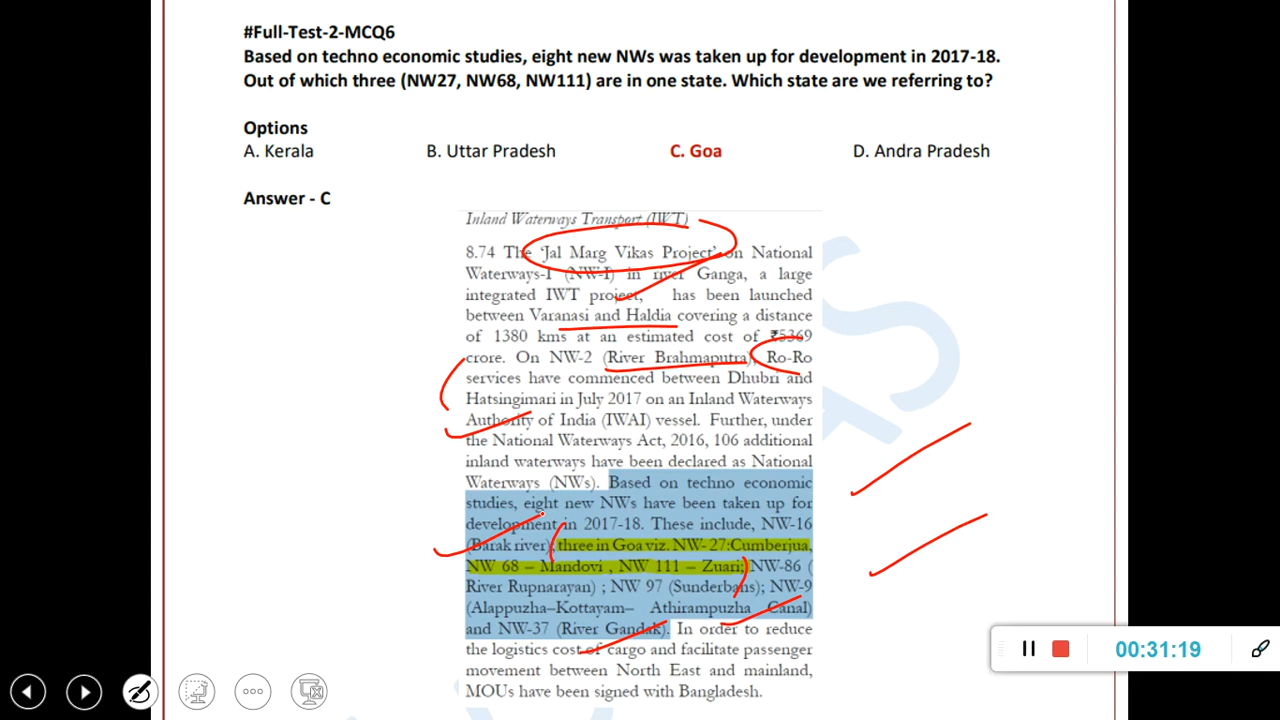 #Full-Test-2-MCQ6
Based on techno economic studies, eight new NWs was taken up for development in 2017-18.
Out of which three (NW27, NW68, NW111) are in one state. Which state are we referring to?
Options
A. Kerala B. Uttar Pradesh C. Goa D. Andra Pradesh
Answer - C
Inland Waterways Transport (IWT)
8.74 The 'Jal Marg Vikas Project' on National
Waterways-I (NW-I) in river Ganga, a large
integrated IWT project, has been launched
between Varanasi and Haldia covering a distance
of 1380 kms at an estimated cost of ₹5369
crore. On NW-2 (River Brahmaputra), Ro-Ro
services have commenced between Dhubri and
Hatsingimari in July 2017 on an Inland Waterways
Authority of India (IWAI) vessel. Further, under
the National Waterways Act, 2016, 106 additional
inland waterways have been declared as National
Waterways (NWs). Based on techno economic
studies, eight new NWs have been taken up for
development in 2017-18. These include, NW-16
(Barak river), three in Goa viz. NW- 27:Cumberjua,
NW 68 – Mandovi , NW 111 – Zuari; NW-86 (
River Rupnarayan) ; NW 97 (Sunderbans); NW-9
(Alappuzha–Kottayam– Athirampuzha Canal)
and NW-37 (River Gandak). In order to reduce
the logistics cost of cargo and facilitate passenger
movement between North East and mainland,
MOUs have been signed with Bangladesh.
00:31:19